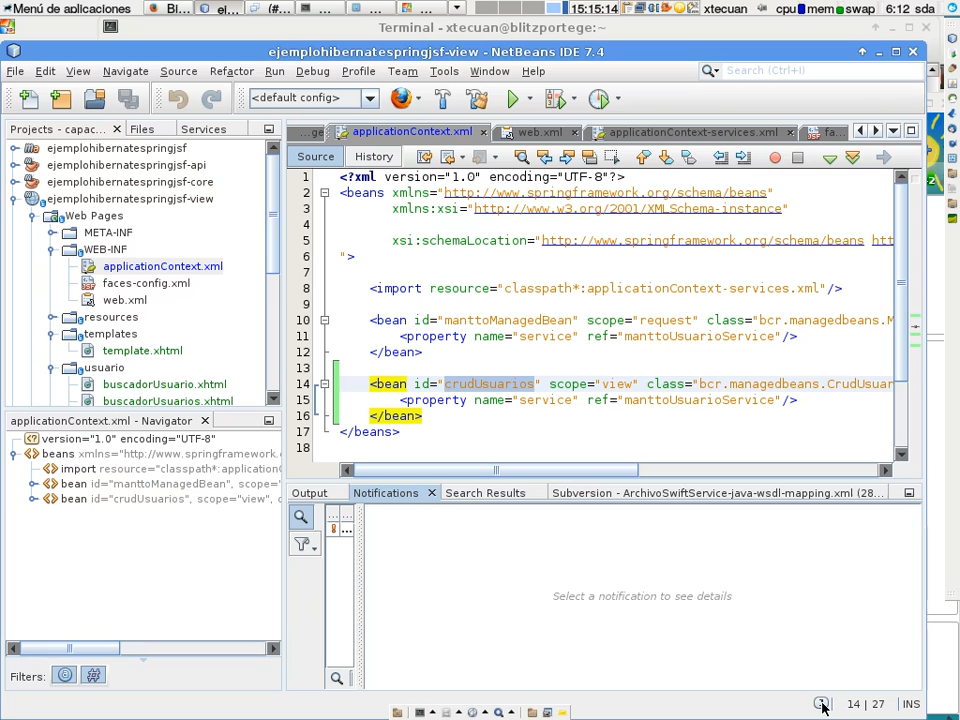 Menú de aplicaciones Bl... el... (#... 15:15:14 xtecuan cpu mem swap 6:12 sda
Terminal - xtecuan@blitzportege:~
ejemplohibernatespringjsf-view - NetBeans IDE 7.4
File Edit View Navigate Source Refactor Run Debug Profile Team Tools Window Help Search (Ctrl+I)
<default config>
Projects - capac... Files Services
...ge applicationContext.xml web.xml applicationContext-services.xml fa...
Source History
ejemplohibernatespringjsf
ejemplohibernatespringjsf-api
ejemplohibernatespringjsf-core
ejemplohibernatespringjsf-view
Web Pages
META-INF
WEB-INF
applicationContext.xml
faces-config.xml
web.xml
resources
templates
template.xhtml
usuario
buscadorUsuario.xhtml
buscadorUsuarios.xhtml
1 <?xml version="1.0" encoding="UTF-8"?>
2 <beans xmlns="http://www.springframework.org/schema/beans"
3 xmlns:xsi="http://www.w3.org/2001/XMLSchema-instance"
4
5 xsi:schemaLocation="http://www.springframework.org/schema/beans htt
6 ">
7
8 <import resource="classpath*:applicationContext-services.xml"/>
9
10 <bean id="manttoManagedBean" scope="request" class="bcr.managedbeans.M
11 <property name="service" ref="manttoUsuarioService"/>
12 </bean>
13
14 <bean id="crudUsuarios" scope="view" class="bcr.managedbeans.CrudUsuar
15 <property name="service" ref="manttoUsuarioService"/>
16 </bean>
17 </beans>
18
applicationContext.xml - Navigator
version="1.0" encoding="UTF-8"
beans xmlns="http://www.springframework.
import resource="classpath*:application
bean id="manttoManagedBean", scope=
bean id="crudUsuarios", scope="view", c
Filters:
Output Notifications Search Results Subversion - ArchivoSwiftService-java-wsdl-mapping.xml (28...
Select a notification to see details
14 | 27 INS